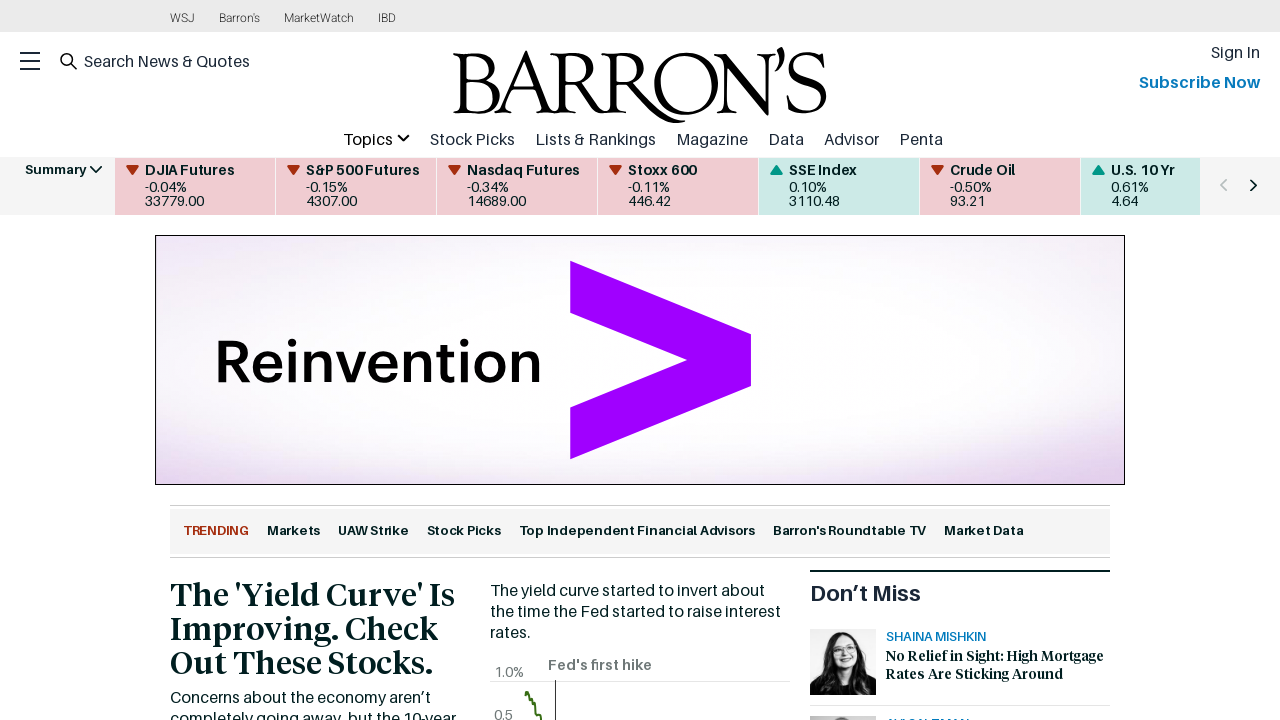 WSJ Barron's MarketWatch IBD
Search News & Quotes
BARRON'S
Sign In
Subscribe Now
Topics Stock Picks Lists & Rankings Magazine Data Advisor Penta
Summary
DJIA Futures
-0.04%
33779.00
S&P 500 Futures
-0.15%
4307.00
Nasdaq Futures
-0.34%
14689.00
Stoxx 600
-0.11%
446.42
SSE Index
0.10%
3110.48
Crude Oil
-0.50%
93.21
U.S. 10 Yr
0.61%
4.64
Reinvention
TRENDING Markets UAW Strike Stock Picks Top Independent Financial Advisors Barron's Roundtable TV Market Data
The 'Yield Curve' Is
Improving. Check
Out These Stocks.
Concerns about the economy aren’t
completely going away, but the 10-year
The yield curve started to invert about
the time the Fed started to raise interest
rates.
Fed's first hike
1.0%
0.5
Don’t Miss
SHAINA MISHKIN
No Relief in Sight: High Mortgage
Rates Are Sticking Around